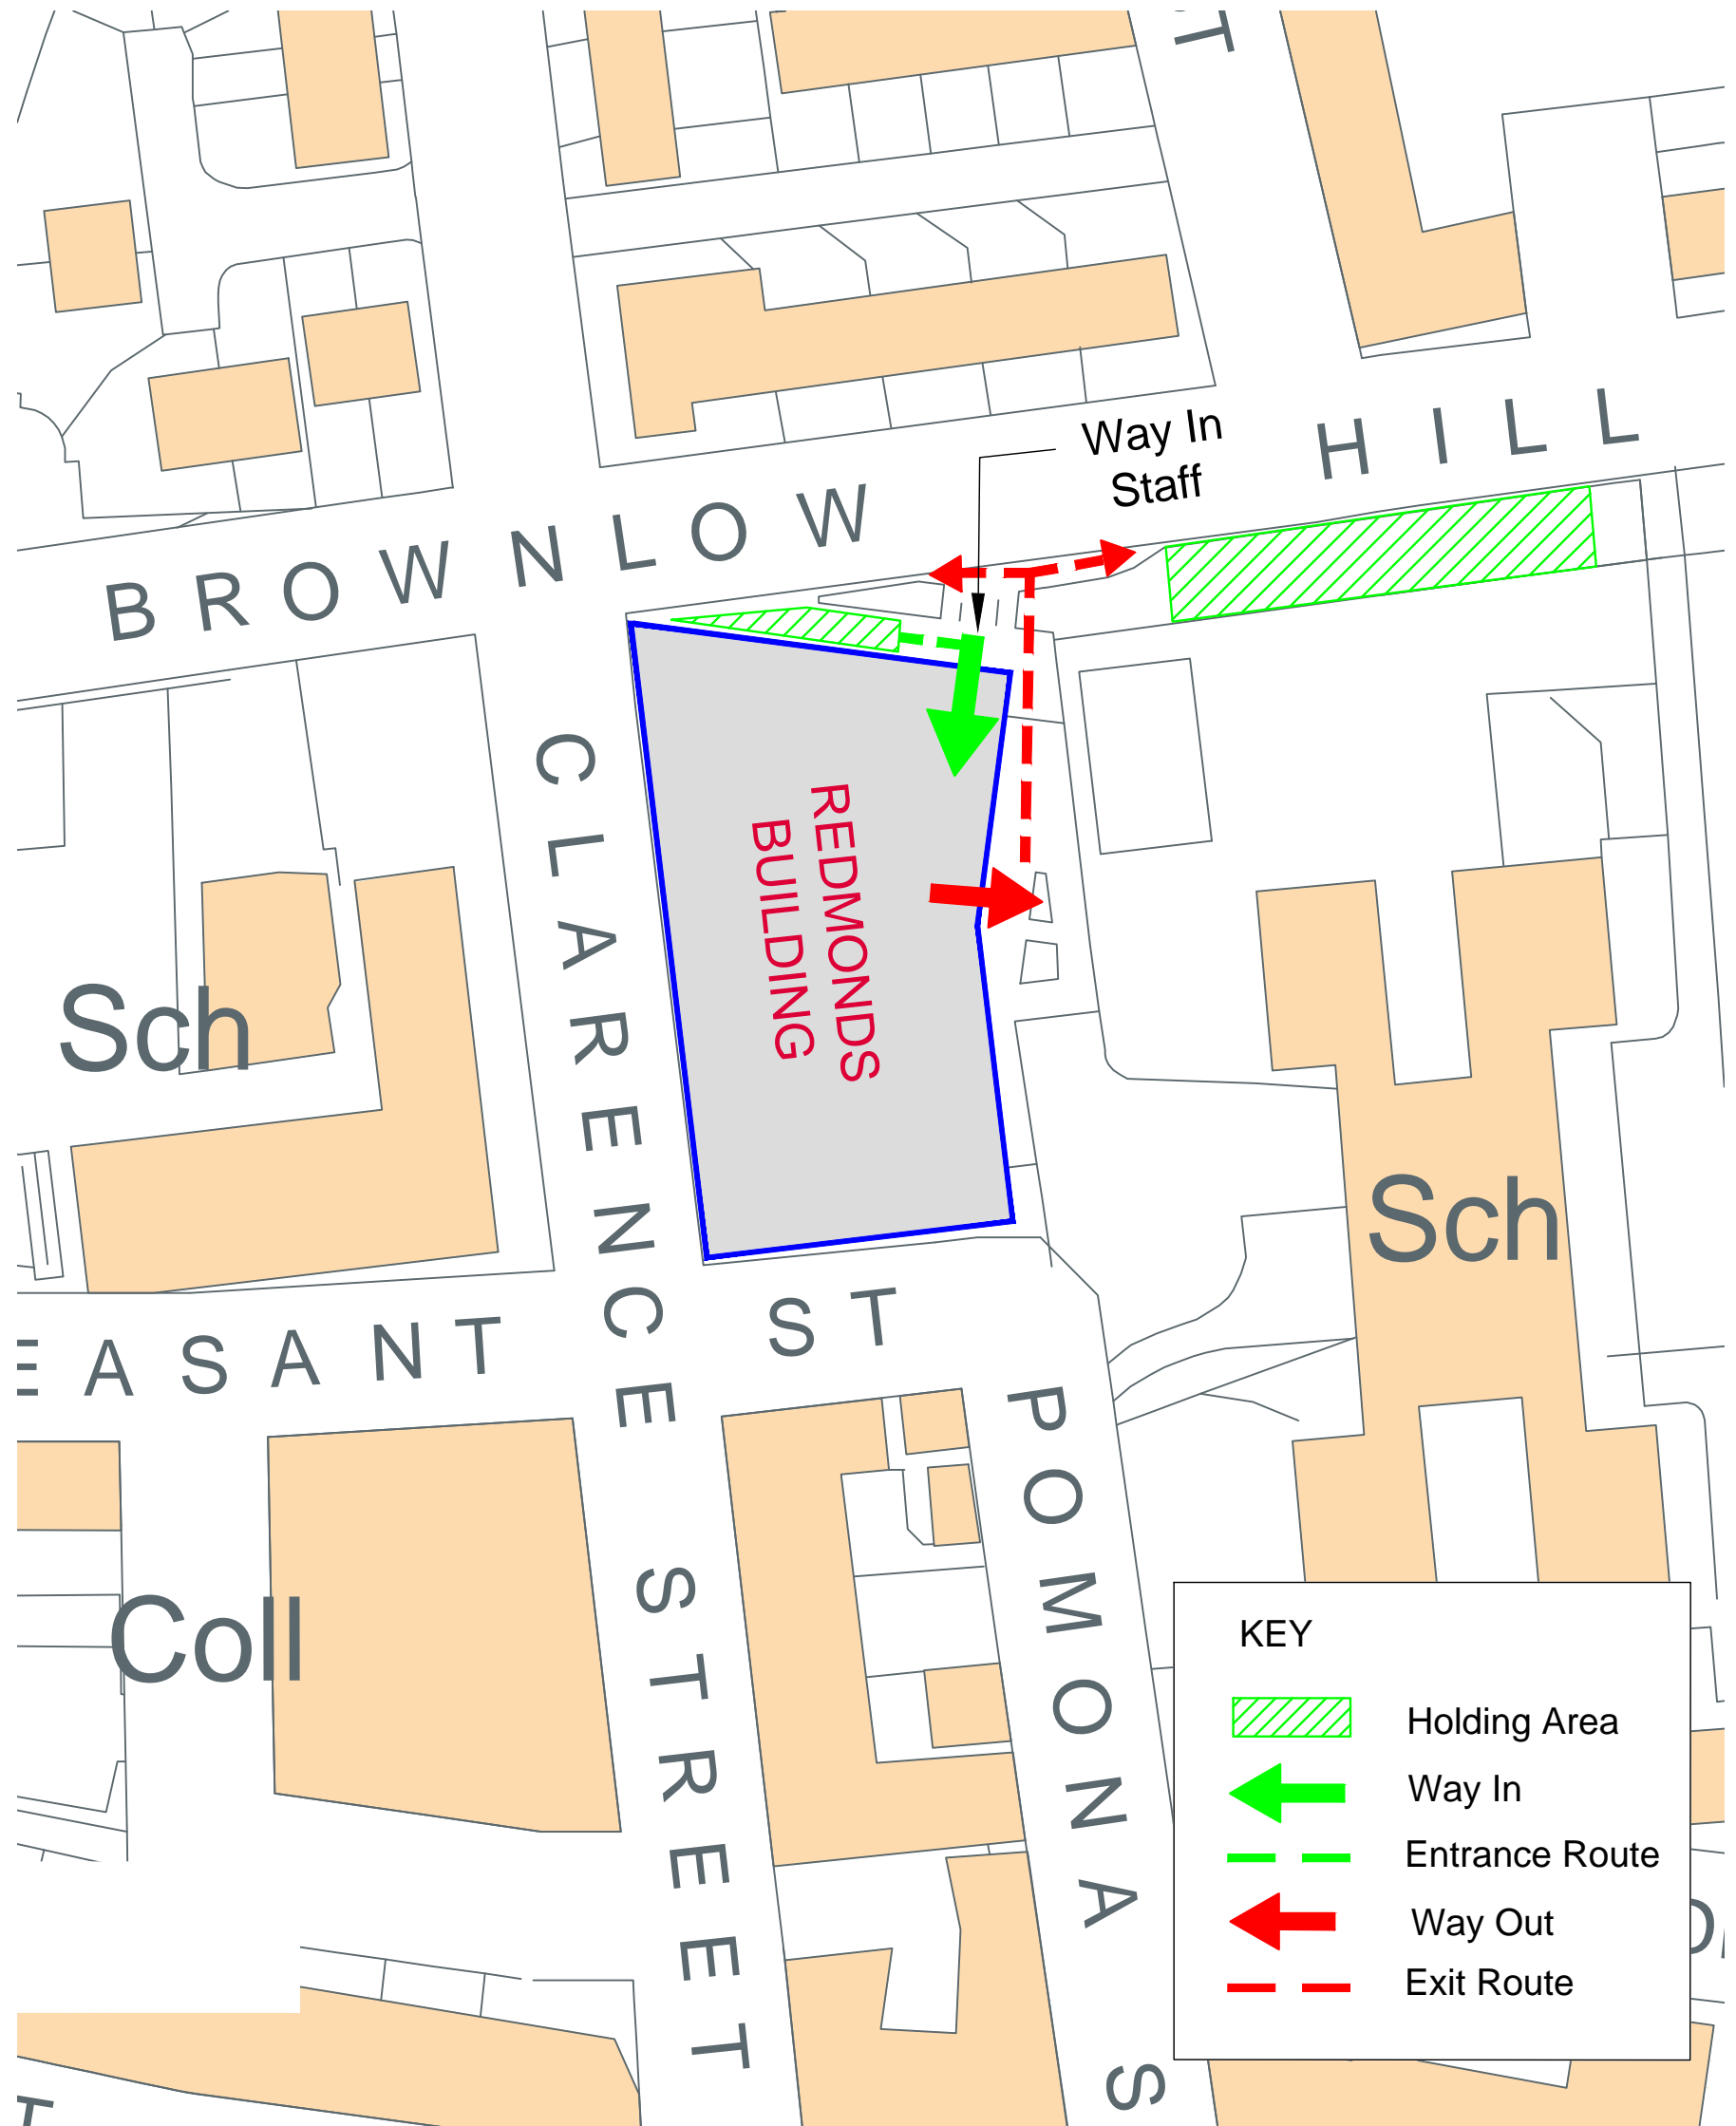 T
HILL
Way In
Staff
BROWNLOW
CLARENCE STREET
REDMONDS
BUILDING
Sch
Sch
EASANT ST
POMONA S
Coll
KEY
Holding Area
Way In
Entrance Route
Way Out
Exit Route